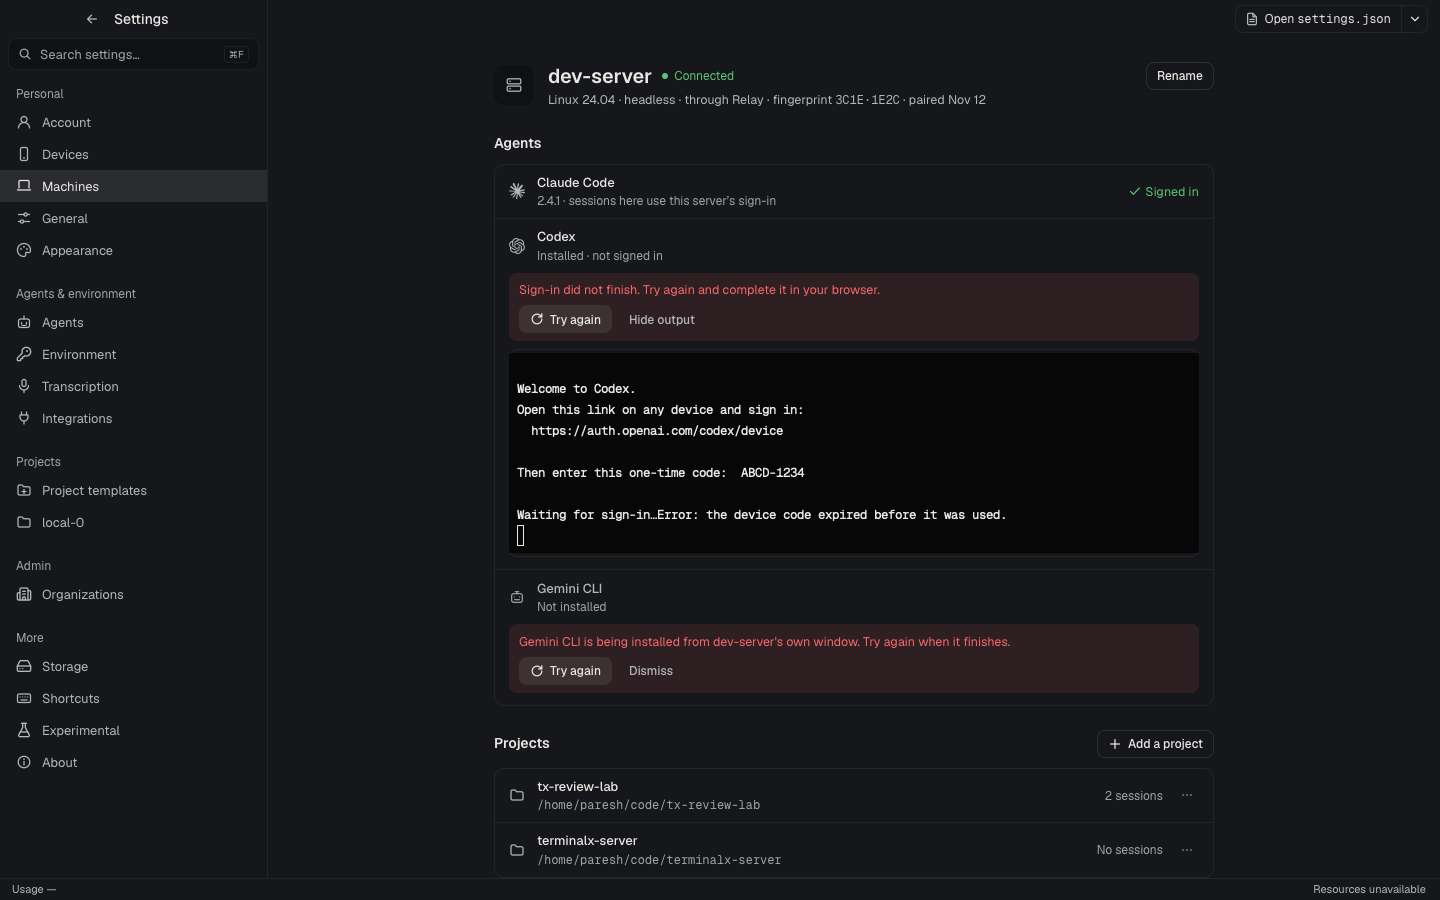 Settings
Open settings.json
Search settings...
⌘F
Personal
Account
Devices
Machines
General
Appearance
Agents & environment
Agents
Environment
Transcription
Integrations
Projects
Project templates
local-0
Admin
Organizations
More
Storage
Shortcuts
Experimental
About
dev-server
Connected
Rename
Linux 24.04 · headless · through Relay · fingerprint 3C1E·1E2C · paired Nov 12
Agents
Claude Code
2.4.1 · sessions here use this server's sign-in
Signed in
Codex
Installed · not signed in
Sign-in did not finish. Try again and complete it in your browser.
Try again
Hide output
Welcome to Codex.
Open this link on any device and sign in:
https://auth.openai.com/codex/device
Then enter this one-time code: ABCD-1234
Waiting for sign-in…Error: the device code expired before it was used.
Gemini CLI
Not installed
Gemini CLI is being installed from dev-server's own window. Try again when it finishes.
Try again
Dismiss
Projects
Add a project
tx-review-lab
/home/paresh/code/tx-review-lab
2 sessions
terminalx-server
/home/paresh/code/terminalx-server
No sessions
Usage —
Resources unavailable